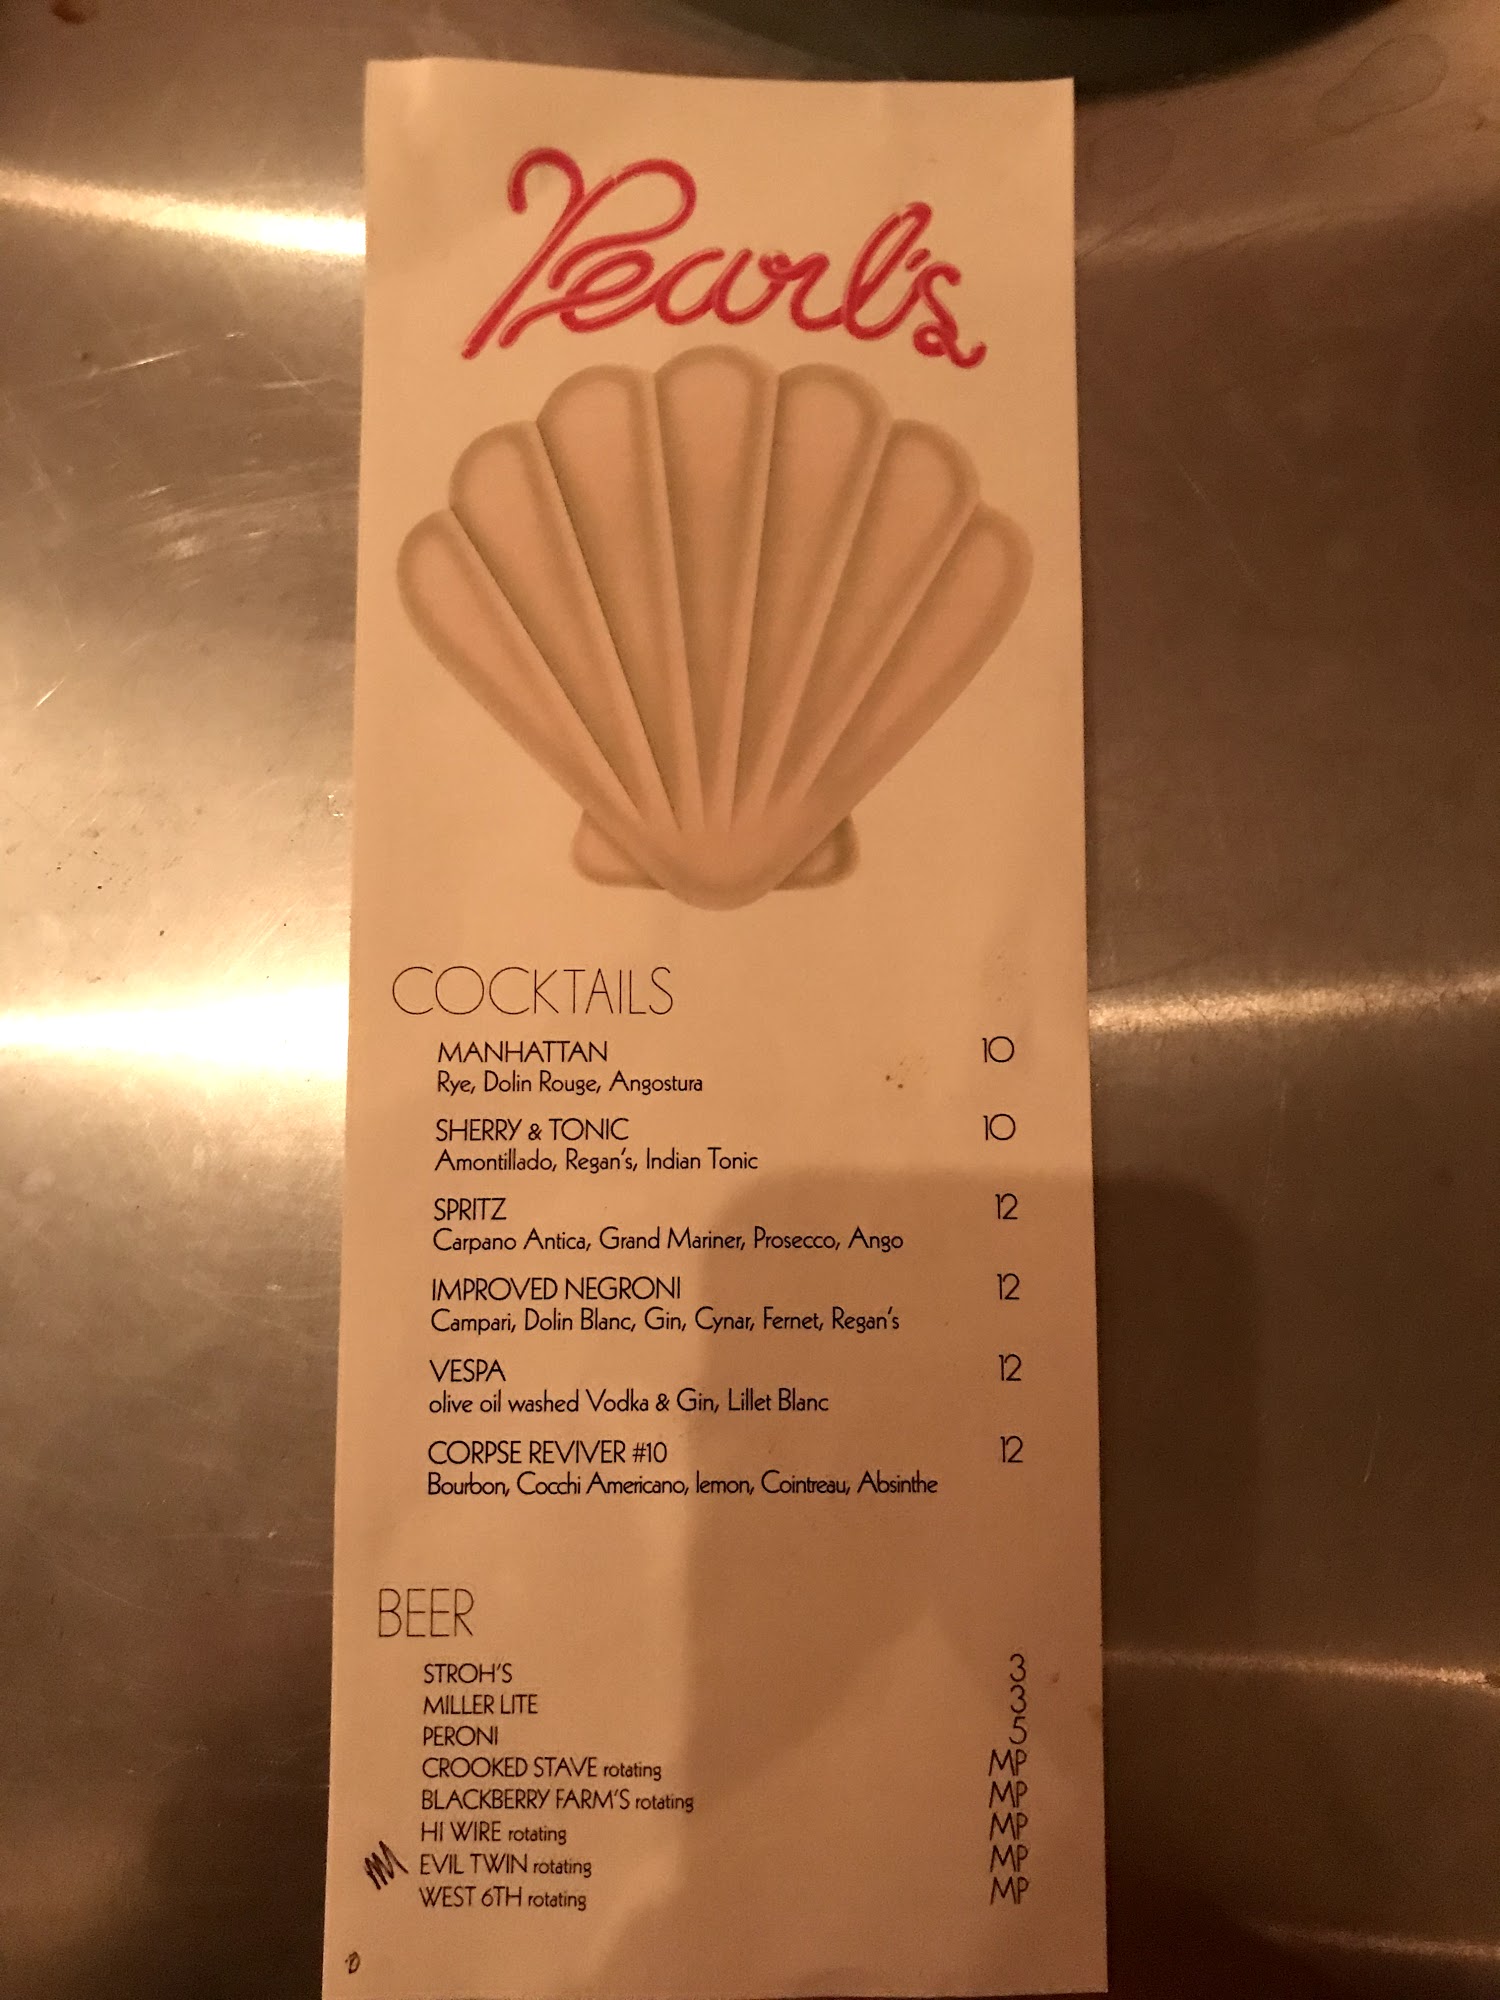 Pearl's
COCKTAILS
MANHATTAN 10
Rye, Dolin Rouge, Angostura
SHERRY & TONIC 10
Amontillado, Regan's, Indian Tonic
SPRITZ 12
Carpano Antica, Grand Mariner, Prosecco, Ango
IMPROVED NEGRONI 12
Campari, Dolin Blanc, Gin, Cynar, Fernet, Regan's
VESPA 12
olive oil washed Vodka & Gin, Lillet Blanc
CORPSE REVIVER #10 12
Bourbon, Cocchi Americano, lemon, Cointreau, Absinthe
BEER
STROH'S 3
MILLER LITE 3
PERONI 5
CROOKED STAVE rotating MP
BLACKBERRY FARM'S rotating MP
HI WIRE rotating MP
EVIL TWIN rotating MP
WEST 6TH rotating MP